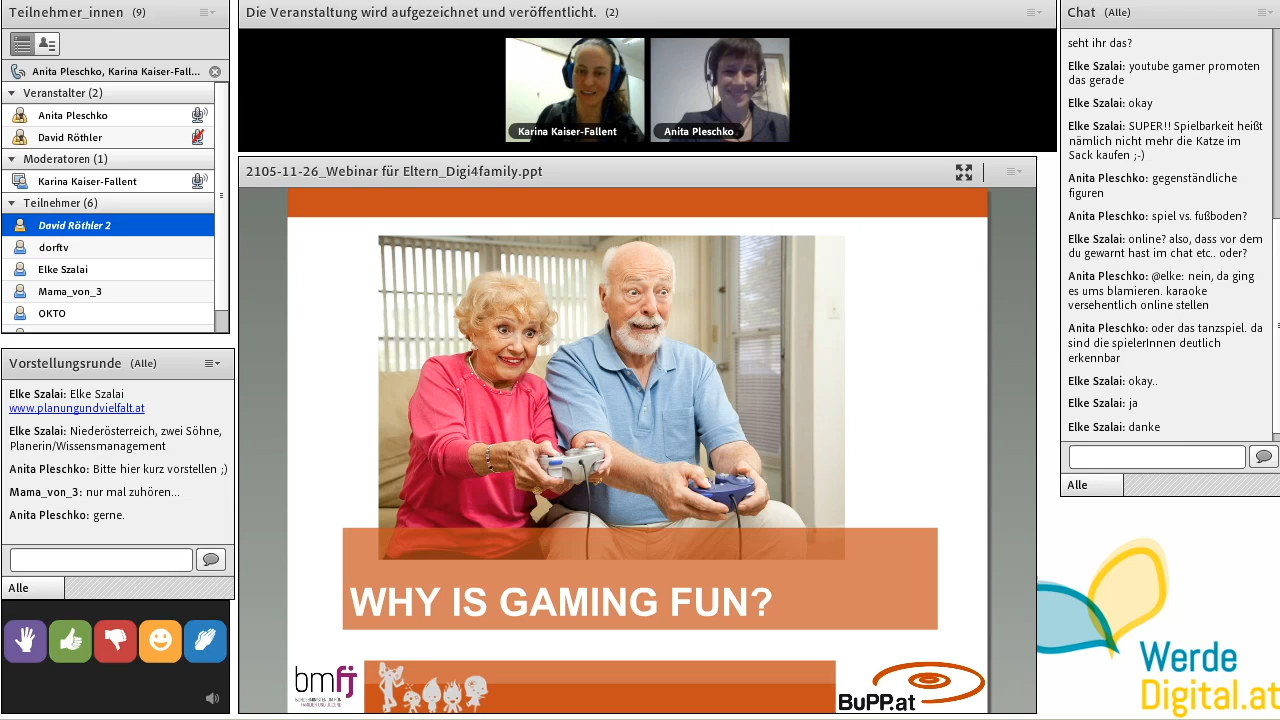 Teilnehmer_innen (9)
Anita Pleschko, Karina Kaiser-Fall...
Veranstalter (2)
Anita Pleschko
David Röthler
Moderatoren (1)
Karina Kaiser-Fallent
Teilnehmer (6)
David Röthler 2
dorftv
Elke Szalai
Mama_von_3
OKTO
Vorstellungsrunde (Alle)
Elke Szalai: Elke Szalai
www.planungundvielfalt.at
Elke Szalai: Niederösterreich, zwei Söhne,
Planerin/Wissensmanagerin
Anita Pleschko: Bitte hier kurz vorstellen ;)
Mama_von_3: nur mal zuhören...
Anita Pleschko: gerne.
Alle
Die Veranstaltung wird aufgezeichnet und veröffentlicht. (2)
Karina Kaiser-Fallent
Anita Pleschko
2105-11-26_Webinar für Eltern_Digi4family.ppt
WHY IS GAMING FUN?
bmfj
BuPP.at
Chat (Alle)
seht ihr das?
Elke Szalai: youtube gamer promoten
das gerade
Elke Szalai: okay
Elke Szalai: SUPER!! Spielbarkeit heißt
nämlich nicht mehr die Katze im
Sack kaufen ;-)
Anita Pleschko: gegenständliche
figuren
Anita Pleschko: spiel vs. fußboden?
Elke Szalai: online? also, dass vor dem
du gewarnt hast im chat etc.. oder?
Anita Pleschko: @elke: nein, da ging
es ums blamieren. karaoke
versehentlich online stellen
Anita Pleschko: oder das tanzspiel. da
sind die spielerInnen deutlich
erkennbar
Elke Szalai: okay..
Elke Szalai: ja
Elke Szalai: danke
Alle
Werde
Digital.at